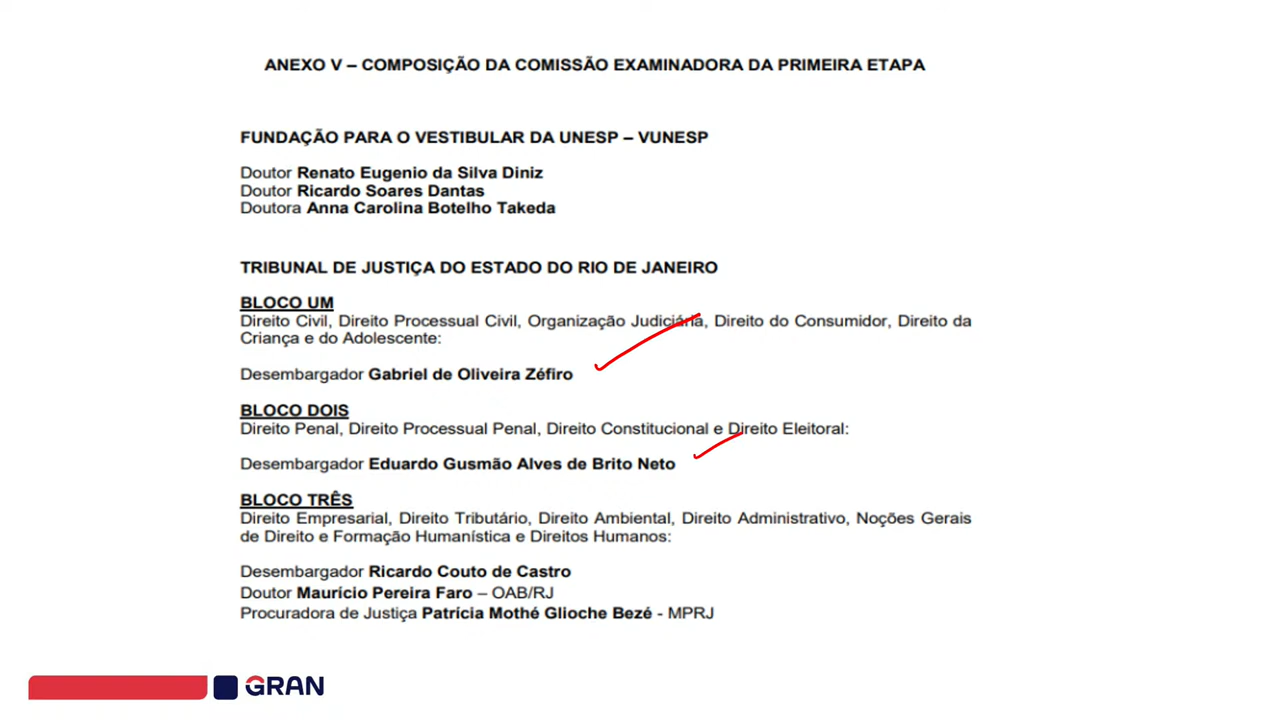 ANEXO V – COMPOSIÇÃO DA COMISSÃO EXAMINADORA DA PRIMEIRA ETAPA
FUNDAÇÃO PARA O VESTIBULAR DA UNESP – VUNESP
Doutor Renato Eugenio da Silva Diniz
Doutor Ricardo Soares Dantas
Doutora Anna Carolina Botelho Takeda
TRIBUNAL DE JUSTIÇA DO ESTADO DO RIO DE JANEIRO
BLOCO UM
Direito Civil, Direito Processual Civil, Organização Judiciária, Direito do Consumidor, Direito da
Criança e do Adolescente:
Desembargador Gabriel de Oliveira Zéfiro
BLOCO DOIS
Direito Penal, Direito Processual Penal, Direito Constitucional e Direito Eleitoral:
Desembargador Eduardo Gusmão Alves de Brito Neto
BLOCO TRÊS
Direito Empresarial, Direito Tributário, Direito Ambiental, Direito Administrativo, Noções Gerais
de Direito e Formação Humanística e Direitos Humanos:
Desembargador Ricardo Couto de Castro
Doutor Maurício Pereira Faro – OAB/RJ
Procuradora de Justiça Patrícia Mothé Glioche Bezé - MPRJ
GRAN